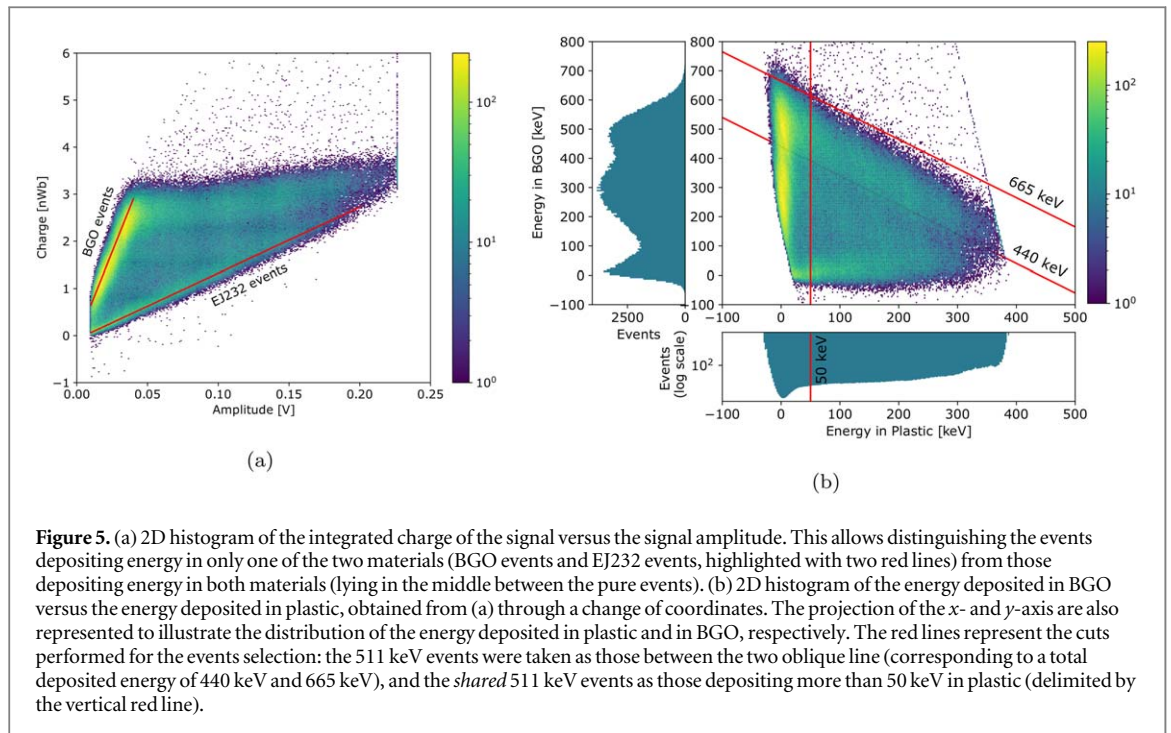 6
5
4
3
2
1
0
−1
Charge [nWb]
BGO events
EJ232 events
0.00 0.05 0.10 0.15 0.20 0.25
Amplitude [V]
10²
10¹
10⁰
(a)
800
700
600
500
400
300
200
100
0
−100
Energy in BGO [keV]
2500 0
Events
800
700
600
500
400
300
200
100
0
−100
665 keV
440 keV
−100 0 100 200 300 400 500
10²
10¹
10⁰
Events
(log scale)
10²
50 keV
−100 0 100 200 300 400 500
Energy in Plastic [keV]
(b)
Figure 5. (a) 2D histogram of the integrated charge of the signal versus the signal amplitude. This allows distinguishing the events
depositing energy in only one of the two materials (BGO events and EJ232 events, highlighted with two red lines) from those
depositing energy in both materials (lying in the middle between the pure events). (b) 2D histogram of the energy deposited in BGO
versus the energy deposited in plastic, obtained from (a) through a change of coordinates. The projection of the x- and y-axis are also
represented to illustrate the distribution of the energy deposited in plastic and in BGO, respectively. The red lines represent the cuts
performed for the events selection: the 511 keV events were taken as those between the two oblique line (corresponding to a total
deposited energy of 440 keV and 665 keV), and the shared 511 keV events as those depositing more than 50 keV in plastic (delimited by
the vertical red line).